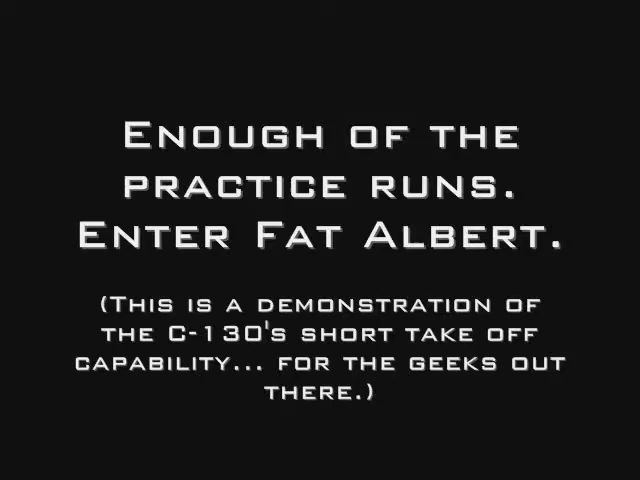 Enough of the
practice runs.
Enter Fat Albert.
(This is a demonstration of
the C-130's short take off
capability... for the geeks out
there.)